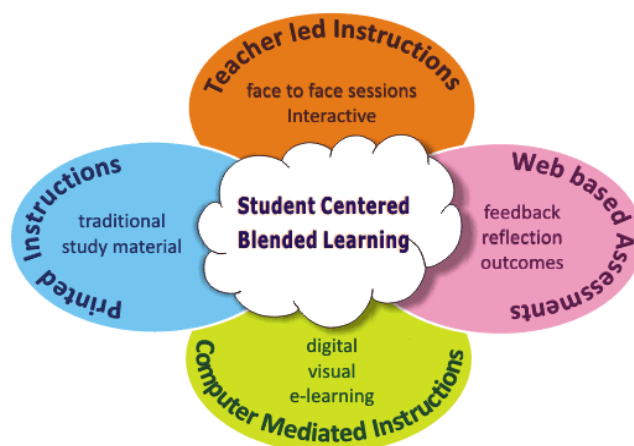 Teacher led Instructions
face to face sessions
Interactive
Printed Instructions
traditional
study material
Student Centered
Blended Learning
Web based Assessments
feedback
reflection
outcomes
digital
visual
e-learning
Computer Mediated Instructions